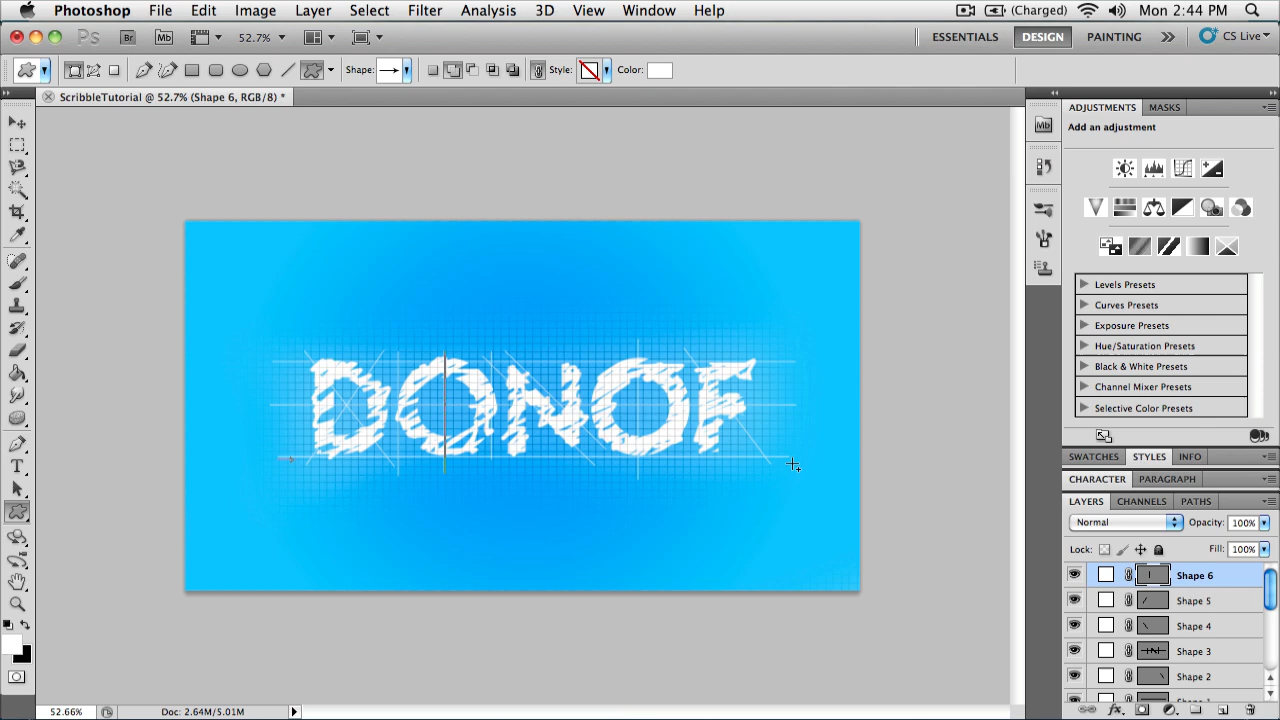 Photoshop File Edit Image Layer Select Filter Analysis 3D View Window Help (Charged) Mon 2:44 PM
Ps Br Mb 52.7% ESSENTIALS DESIGN PAINTING CS Live
Shape: Style: Color:
ScribbleTutorial @ 52.7% (Shape 6, RGB/8) *
ADJUSTMENTS MASKS
Add an adjustment
Mb
Levels Presets
Curves Presets
Exposure Presets
Hue/Saturation Presets
Black & White Presets
Channel Mixer Presets
Selective Color Presets
DONOF
SWATCHES STYLES INFO
CHARACTER PARAGRAPH
LAYERS CHANNELS PATHS
Normal Opacity: 100%
Lock: Fill: 100%
Shape 6
Shape 5
Shape 4
Shape 3
Shape 2
52.66% Doc: 2.64M/5.01M